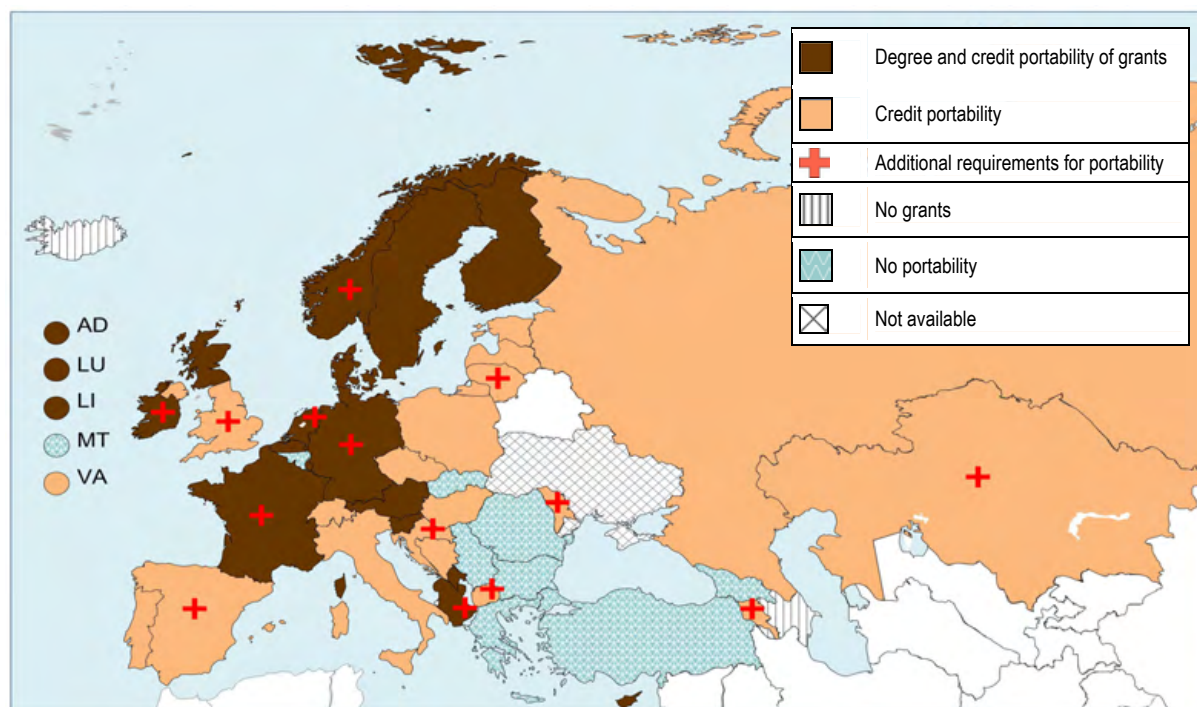 Degree and credit portability of grants
Credit portability
Additional requirements for portability
No grants
No portability
Not available
AD
LU
LI
MT
VA